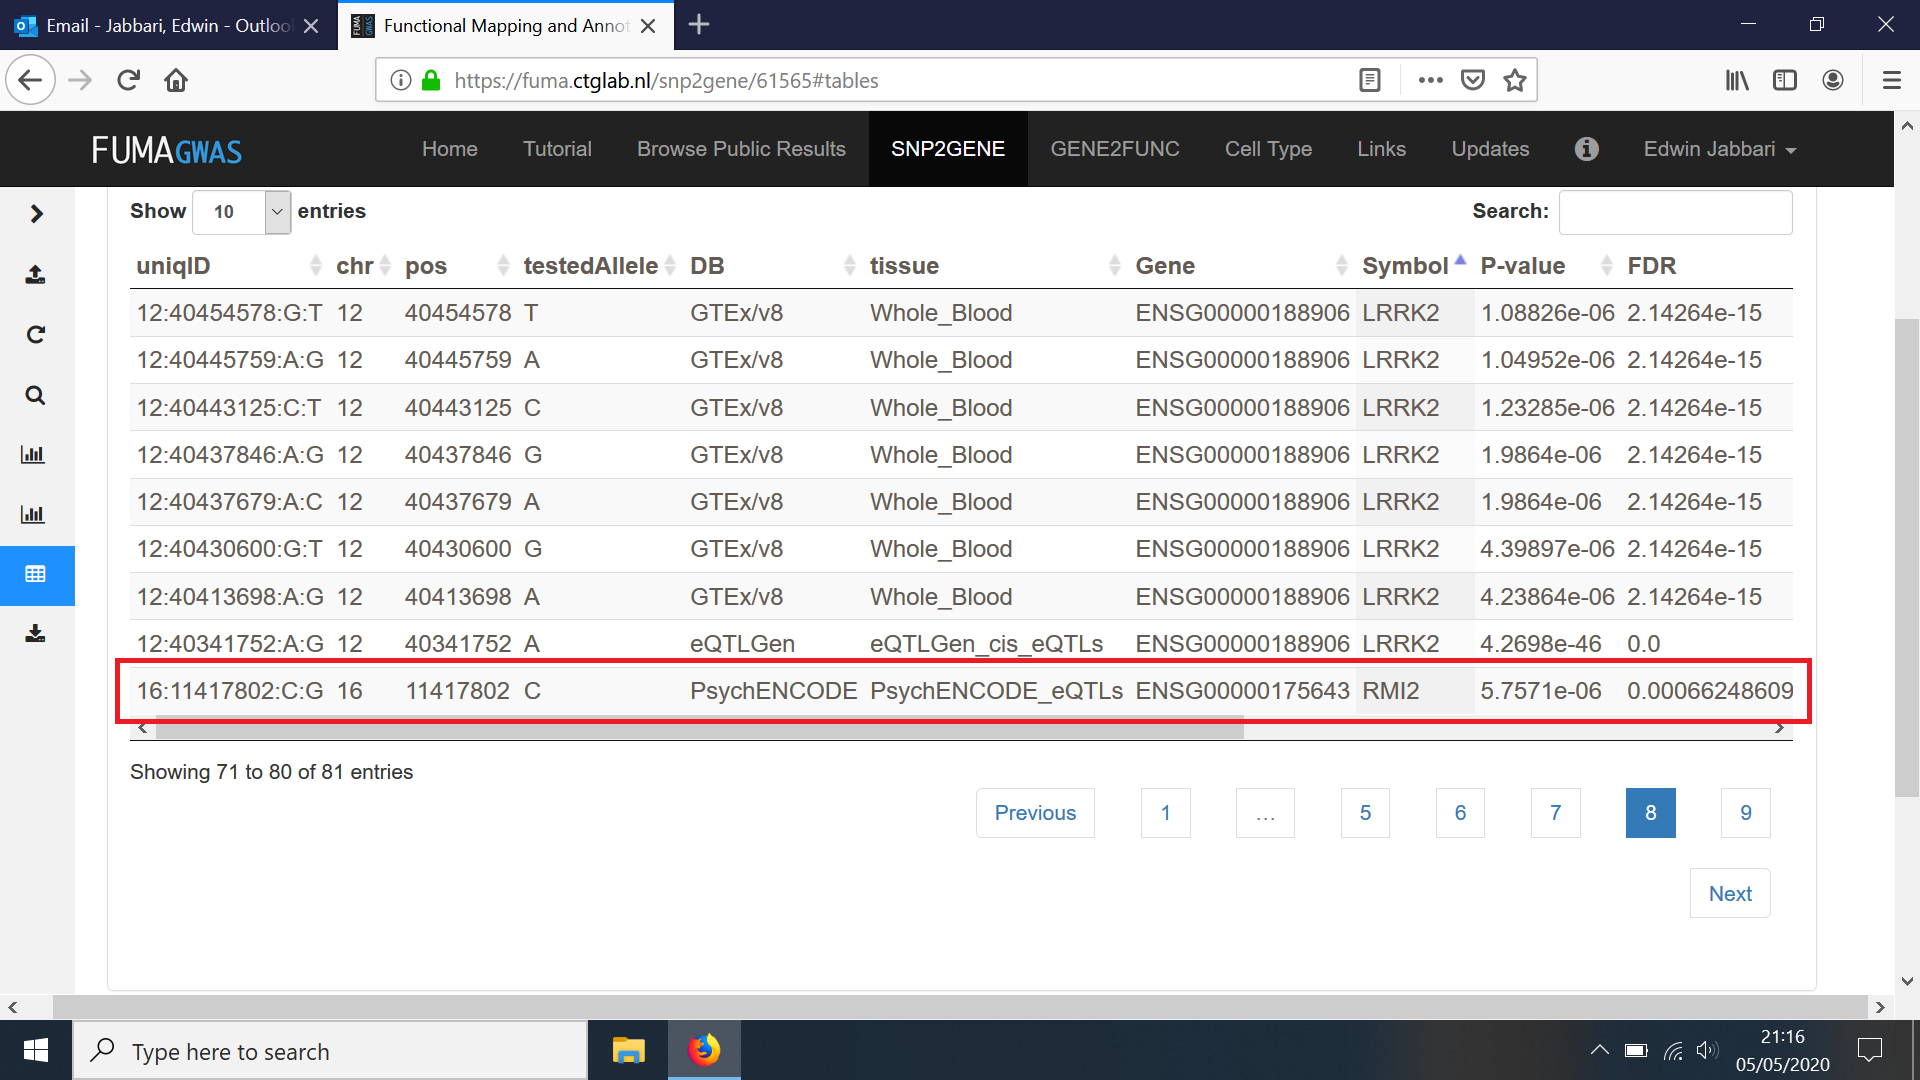 Email - Jabbari, Edwin - Outloo
Functional Mapping and Annot
https://fuma.ctglab.nl/snp2gene/61565#tables
FUMAGWAS Home Tutorial Browse Public Results SNP2GENE GENE2FUNC Cell Type Links Updates Edwin Jabbari
Show 10 entries Search:
uniqID chr pos testedAllele DB tissue Gene Symbol P-value FDR
12:40454578:G:T 12 40454578 T GTEx/v8 Whole_Blood ENSG00000188906 LRRK2 1.08826e-06 2.14264e-15
12:40445759:A:G 12 40445759 A GTEx/v8 Whole_Blood ENSG00000188906 LRRK2 1.04952e-06 2.14264e-15
12:40443125:C:T 12 40443125 C GTEx/v8 Whole_Blood ENSG00000188906 LRRK2 1.23285e-06 2.14264e-15
12:40437846:A:G 12 40437846 G GTEx/v8 Whole_Blood ENSG00000188906 LRRK2 1.9864e-06 2.14264e-15
12:40437679:A:C 12 40437679 A GTEx/v8 Whole_Blood ENSG00000188906 LRRK2 1.9864e-06 2.14264e-15
12:40430600:G:T 12 40430600 G GTEx/v8 Whole_Blood ENSG00000188906 LRRK2 4.39897e-06 2.14264e-15
12:40413698:A:G 12 40413698 A GTEx/v8 Whole_Blood ENSG00000188906 LRRK2 4.23864e-06 2.14264e-15
12:40341752:A:G 12 40341752 A eQTLGen eQTLGen_cis_eQTLs ENSG00000188906 LRRK2 4.2698e-46 0.0
16:11417802:C:G 16 11417802 C PsychENCODE PsychENCODE_eQTLs ENSG00000175643 RMI2 5.7571e-06 0.00066248609
Showing 71 to 80 of 81 entries
Previous 1 … 5 6 7 8 9
Next
Type here to search
21:16
05/05/2020
FUMA
GWAS